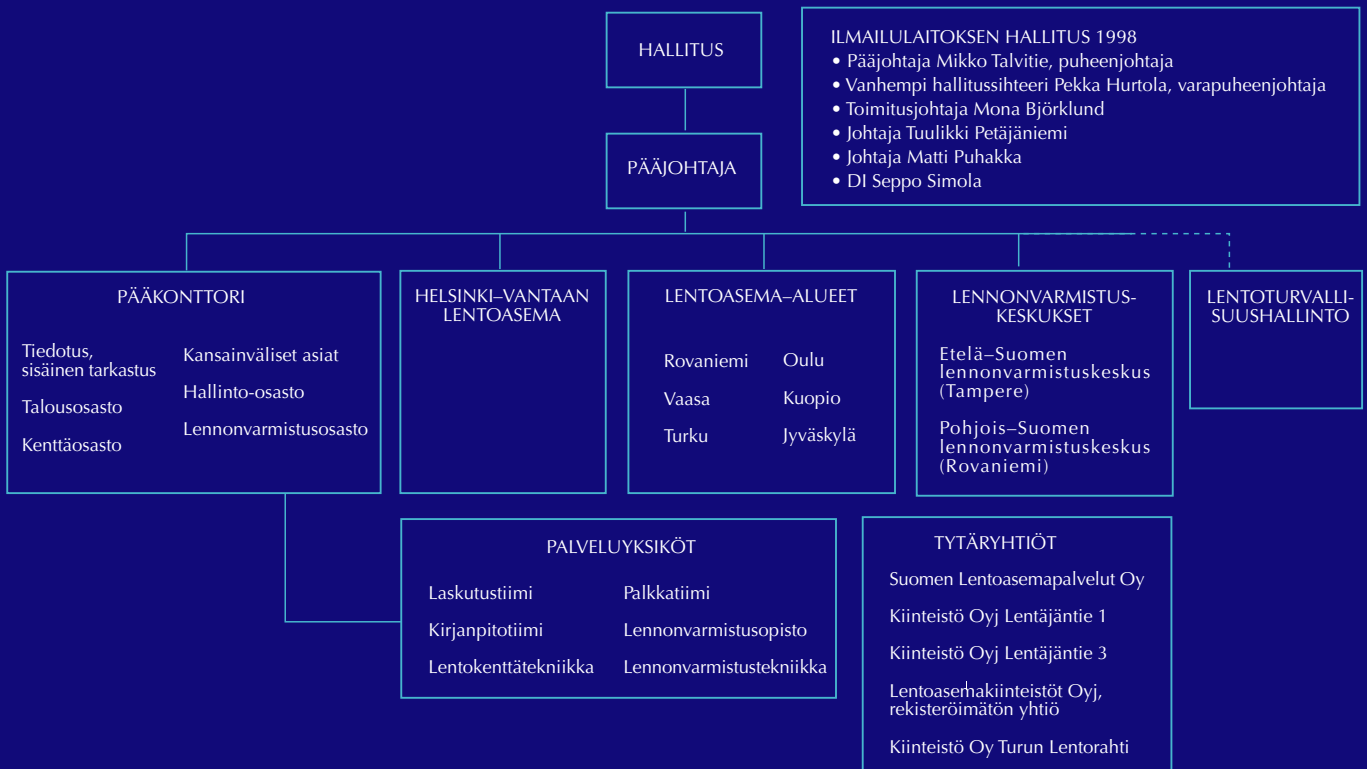 HALLITUS
ILMAILULAITOKSEN HALLITUS 1998
• Pääjohtaja Mikko Talvitie, puheenjohtaja
• Vanhempi hallitussihteeri Pekka Hurtola, varapuheenjohtaja
• Toimitusjohtaja Mona Björklund
• Johtaja Tuulikki Petäjäniemi
• Johtaja Matti Puhakka
• DI Seppo Simola
PÄÄJOHTAJA
PÄÄKONTTORI
Tiedotus,
sisäinen tarkastus
Talousosasto
Kenttäosasto
Kansainväliset asiat
Hallinto-osasto
Lennonvarmistusosasto
HELSINKI–VANTAAN
LENTOASEMA
LENTOASEMA–ALUEET
Rovaniemi
Vaasa
Turku
Oulu
Kuopio
Jyväskylä
LENNONVARMISTUS-
KESKUKSET
Etelä–Suomen
lennonvarmistuskeskus
(Tampere)
Pohjois–Suomen
lennonvarmistuskeskus
(Rovaniemi)
LENTOTURVALLI-
SUUSHALLINTO
PALVELUYKSIKÖT
Laskutustiimi
Kirjanpitotiimi
Lentokenttätekniikka
Palkkatiimi
Lennonvarmistusopisto
Lennonvarmistustekniikka
TYTÄRYHTIÖT
Suomen Lentoasemapalvelut Oy
Kiinteistö Oyj Lentäjäntie 1
Kiinteistö Oyj Lentäjäntie 3
Lentoasemakiinteistöt Oyj,
rekisteröimätön yhtiö
Kiinteistö Oy Turun Lentorahti